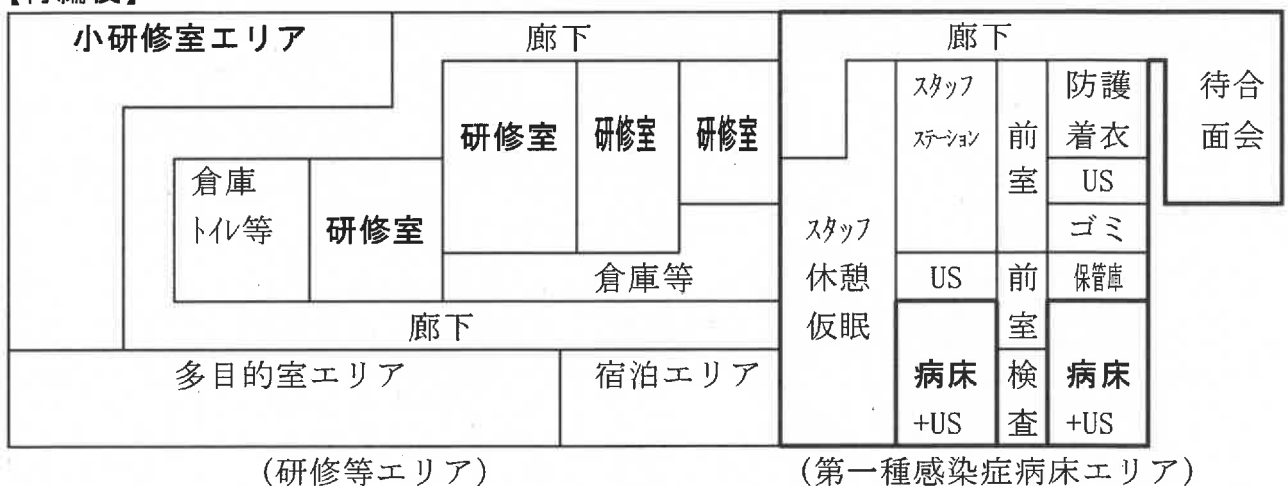 小研修室エリア
廊下
研修室
研修室
研修室
倉庫
トイレ等
研修室
倉庫等
廊下
多目的室エリア
宿泊エリア
(研修等エリア)
廊下
スタッフ
ステーション
前
室
防護
着衣
US
ゴミ
待合
面会
スタッフ
休憩
仮眠
US
前
室
保管庫
病床
+US
検
査
病床
+US
(第一種感染症病床エリア)